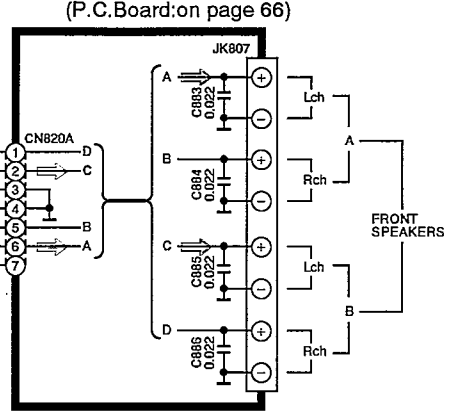 (P.C.Board:on page 66)
JK807
CN820A
A
C883
0.022
+
−
Lch
B
C884
0.022
+
−
Rch
A
C
C885
0.022
+
−
Lch
B
D
C886
0.022
+
−
Rch
FRONT
SPEAKERS
1 D
2 C
3
4
5 B
6 A
7